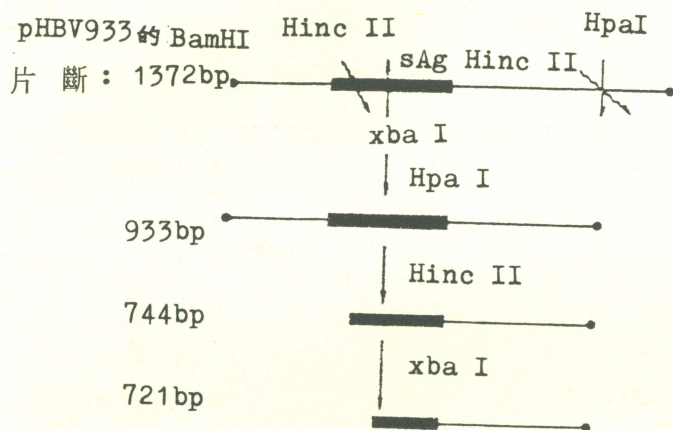 pHBV933的 BamHI Hinc II HpaI
片 斷：1372bp sAg Hinc II
xba I
Hpa I
933bp
Hinc II
744bp
xba I
721bp